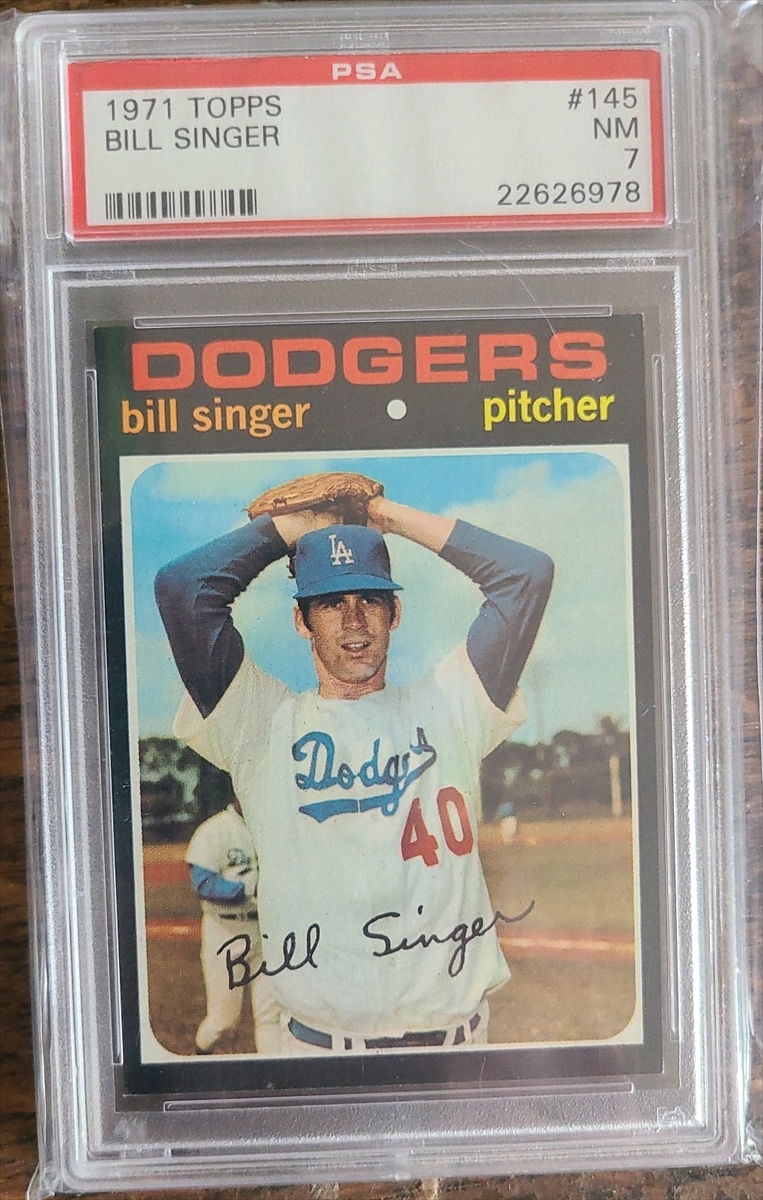 PSA
1971 TOPPS #145
BILL SINGER NM
7
22626978
DODGERS
bill singer pitcher
LA
Dodgers
40
Bill Singer